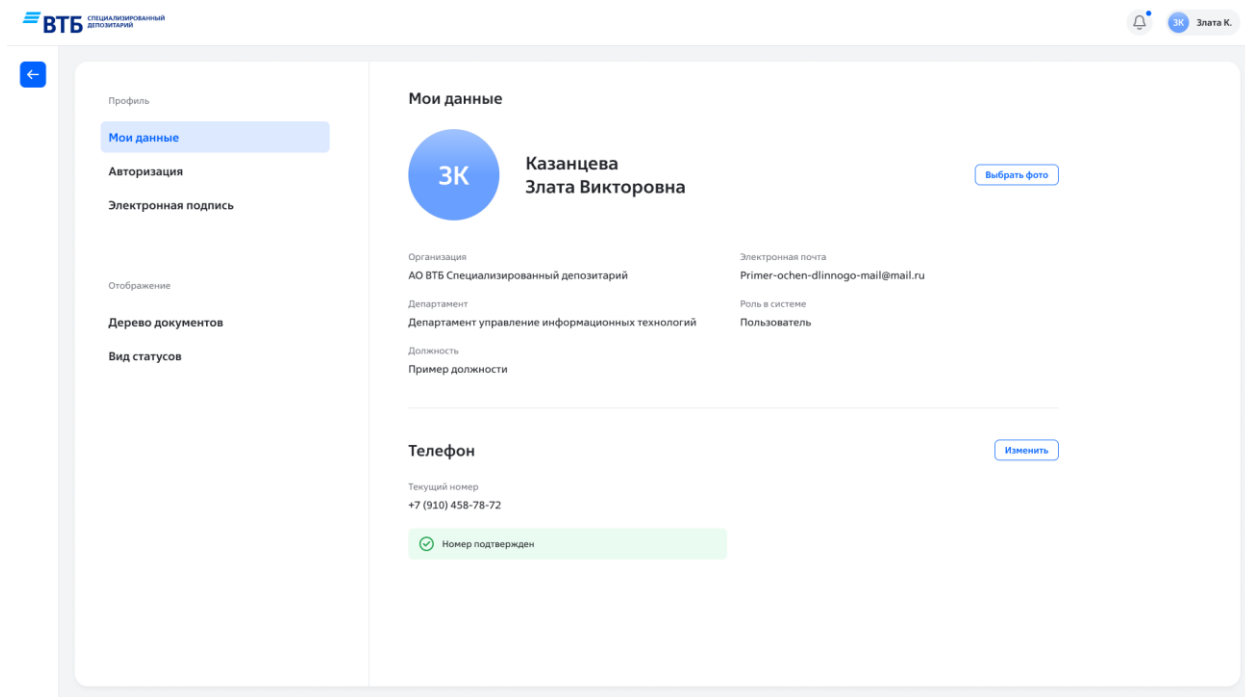 ВТБ СПЕЦИАЛИЗИРОВАННЫЙ
ДЕПОЗИТАРИЙ
ЗК Злата К.
Профиль
Мои данные
Авторизация
Электронная подпись
Отображение
Дерево документов
Вид статусов
Мои данные
ЗК
Казанцева
Злата Викторовна
Выбрать фото
Организация
АО ВТБ Специализированный депозитарий
Электронная почта
Primer-ochen-dlinnogo-mail@mail.ru
Департамент
Департамент управление информационных технологий
Роль в системе
Пользователь
Должность
Пример должности
Телефон
Изменить
Текущий номер
+7 (910) 458-78-72
Номер подтвержден